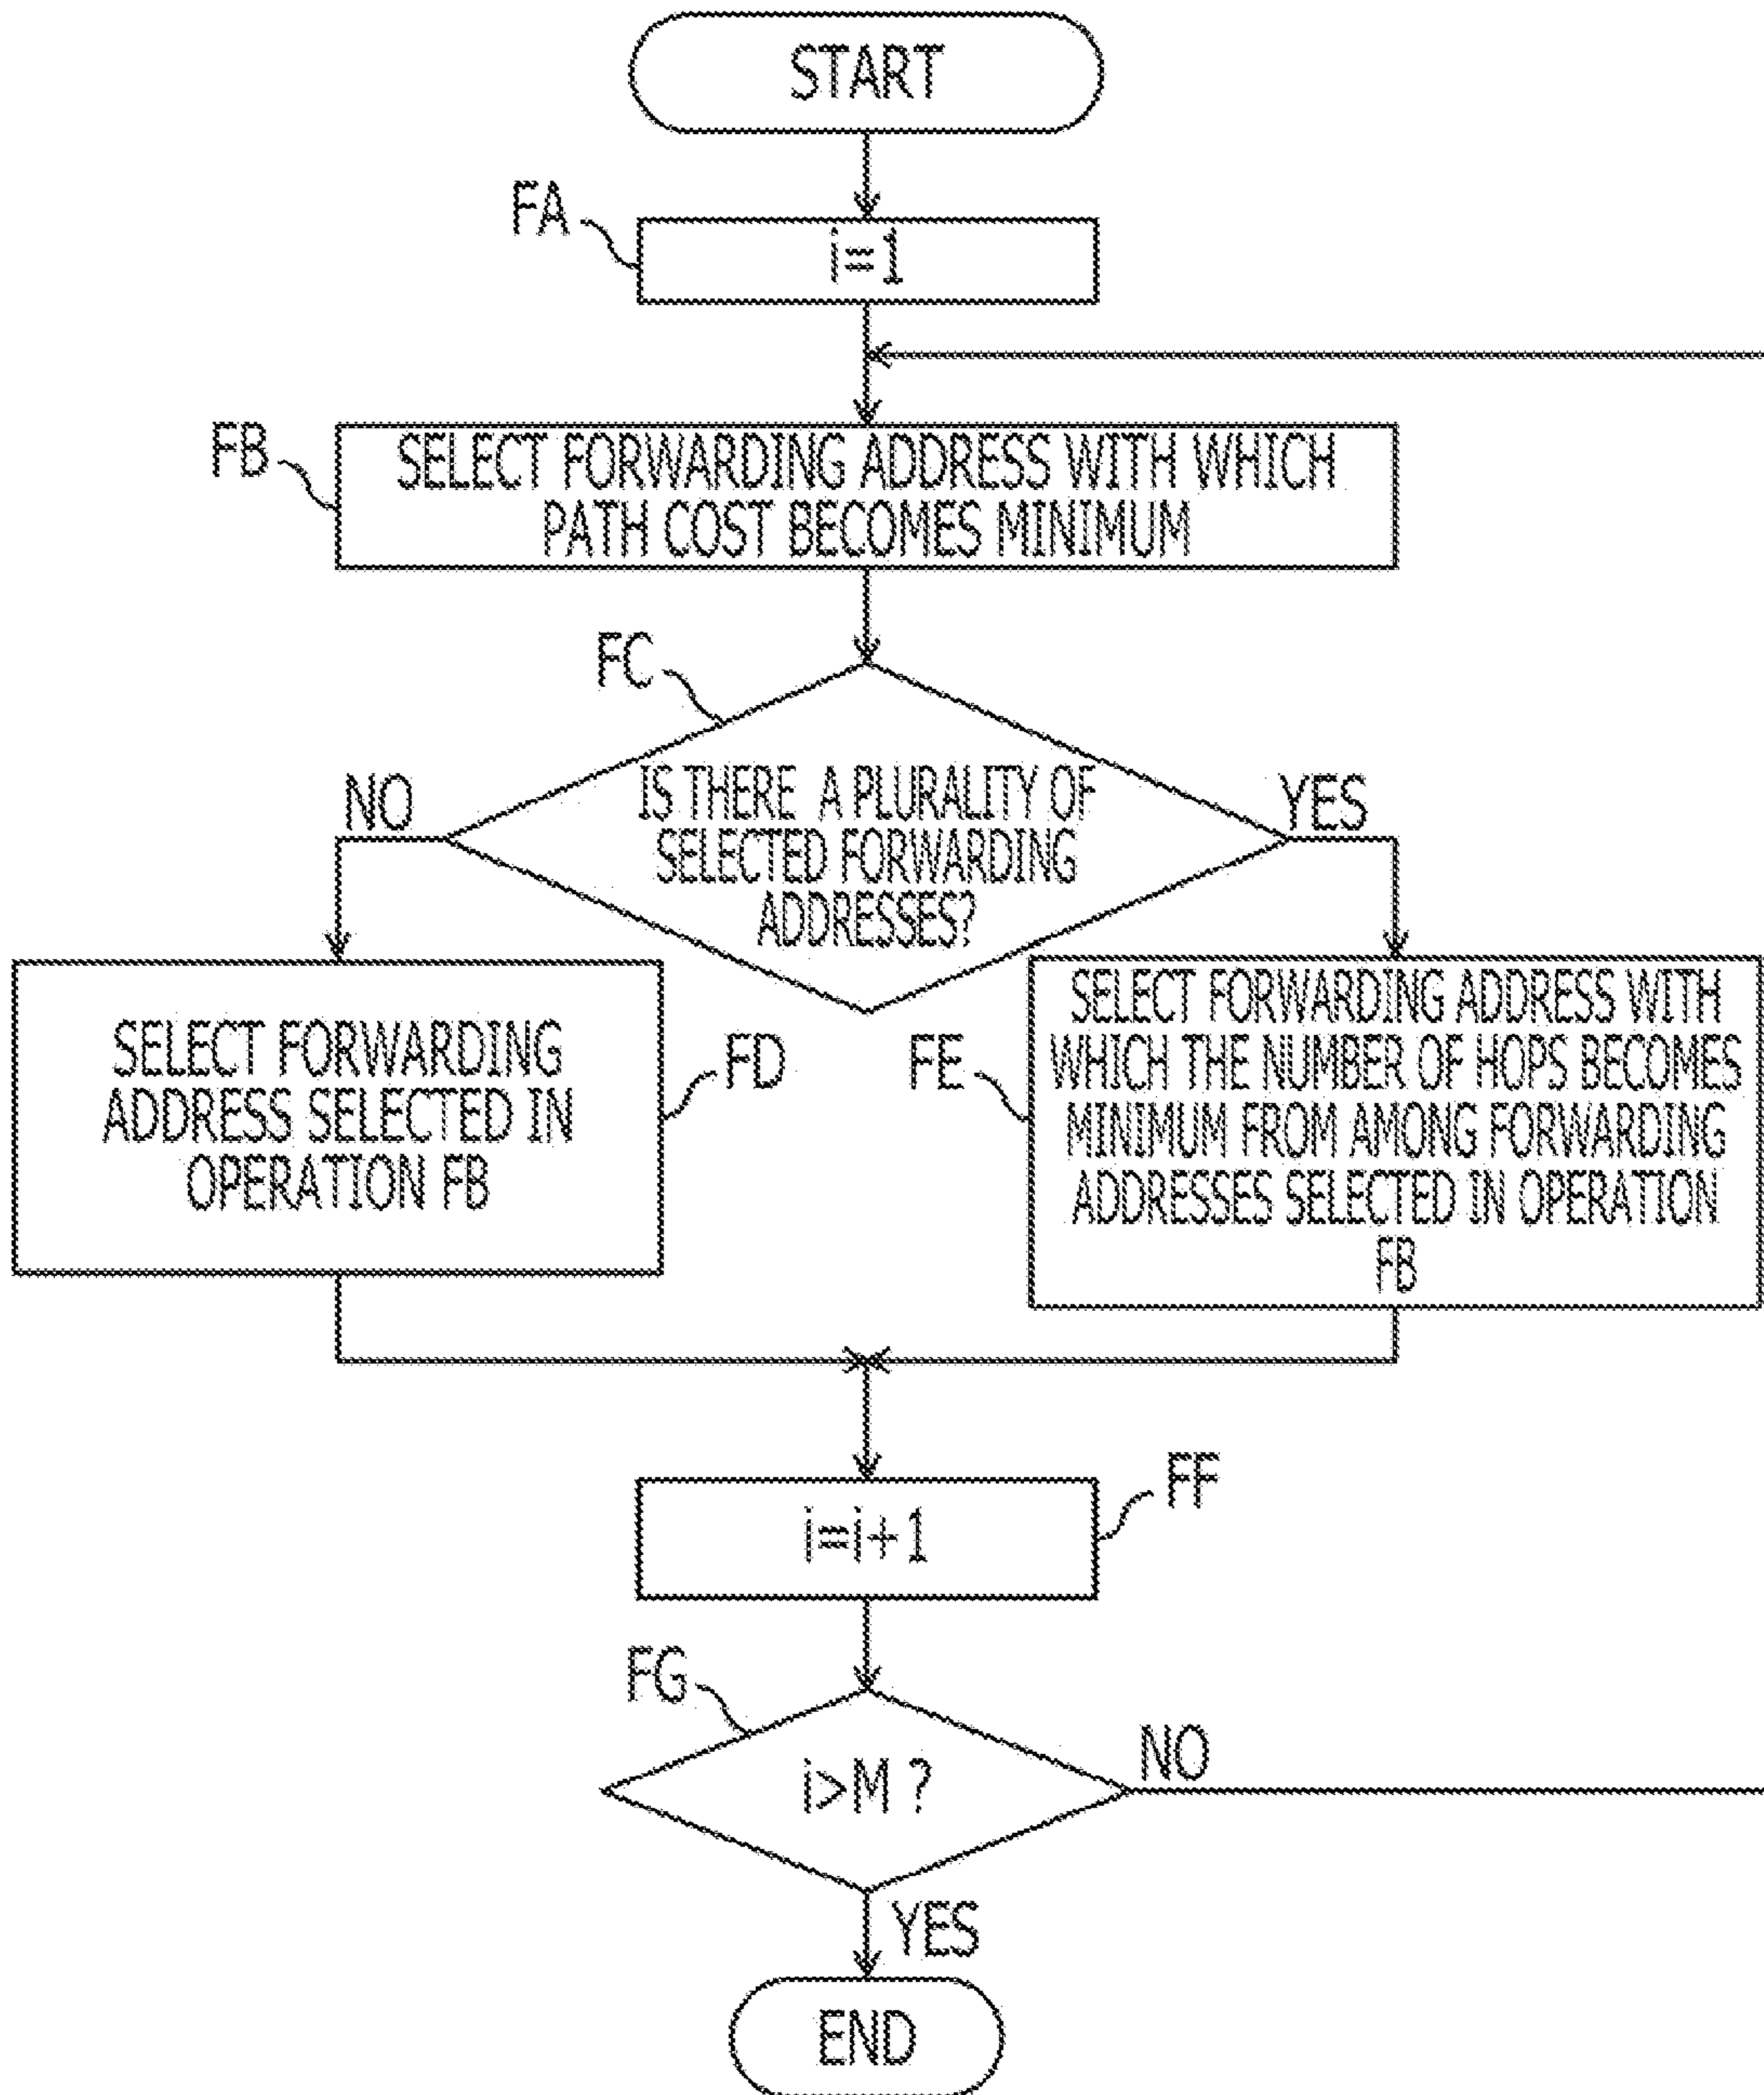 START
FA
i=1
FB
SELECT FORWARDING ADDRESS WITH WHICH
PATH COST BECOMES MINIMUM
FC
NO
IS THERE A PLURALITY OF
SELECTED FORWARDING
ADDRESSES?
YES
SELECT FORWARDING
ADDRESS SELECTED IN
OPERATION FB
FD
FE
SELECT FORWARDING ADDRESS WITH
WHICH THE NUMBER OF HOPS BECOMES
MINIMUM FROM AMONG FORWARDING
ADDRESSES SELECTED IN OPERATION
FB
FF
i=i+1
FG
i>M ?
NO
YES
END